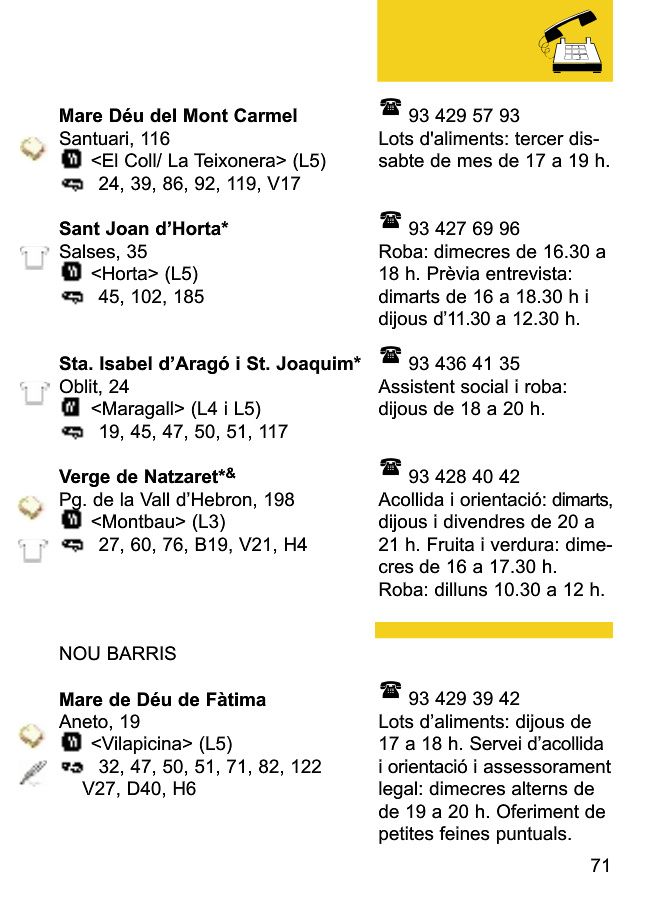 Mare Déu del Mont Carmel
Santuari, 116
<El Coll/ La Teixonera> (L5)
24, 39, 86, 92, 119, V17
93 429 57 93
Lots d'aliments: tercer dis-
sabte de mes de 17 a 19 h.
Sant Joan d’Horta*
Salses, 35
<Horta> (L5)
45, 102, 185
93 427 69 96
Roba: dimecres de 16.30 a
18 h. Prèvia entrevista:
dimarts de 16 a 18.30 h i
dijous d’11.30 a 12.30 h.
Sta. Isabel d’Aragó i St. Joaquim*
Oblit, 24
<Maragall> (L4 i L5)
19, 45, 47, 50, 51, 117
93 436 41 35
Assistent social i roba:
dijous de 18 a 20 h.
Verge de Natzaret*&
Pg. de la Vall d’Hebron, 198
<Montbau> (L3)
27, 60, 76, B19, V21, H4
93 428 40 42
Acollida i orientació: dimarts,
dijous i divendres de 20 a
21 h. Fruita i verdura: dime-
cres de 16 a 17.30 h.
Roba: dilluns 10.30 a 12 h.
NOU BARRIS
Mare de Déu de Fàtima
Aneto, 19
<Vilapicina> (L5)
32, 47, 50, 51, 71, 82, 122
V27, D40, H6
93 429 39 42
Lots d’aliments: dijous de
17 a 18 h. Servei d’acollida
i orientació i assessorament
legal: dimecres alterns de
de 19 a 20 h. Oferiment de
petites feines puntuals.
71